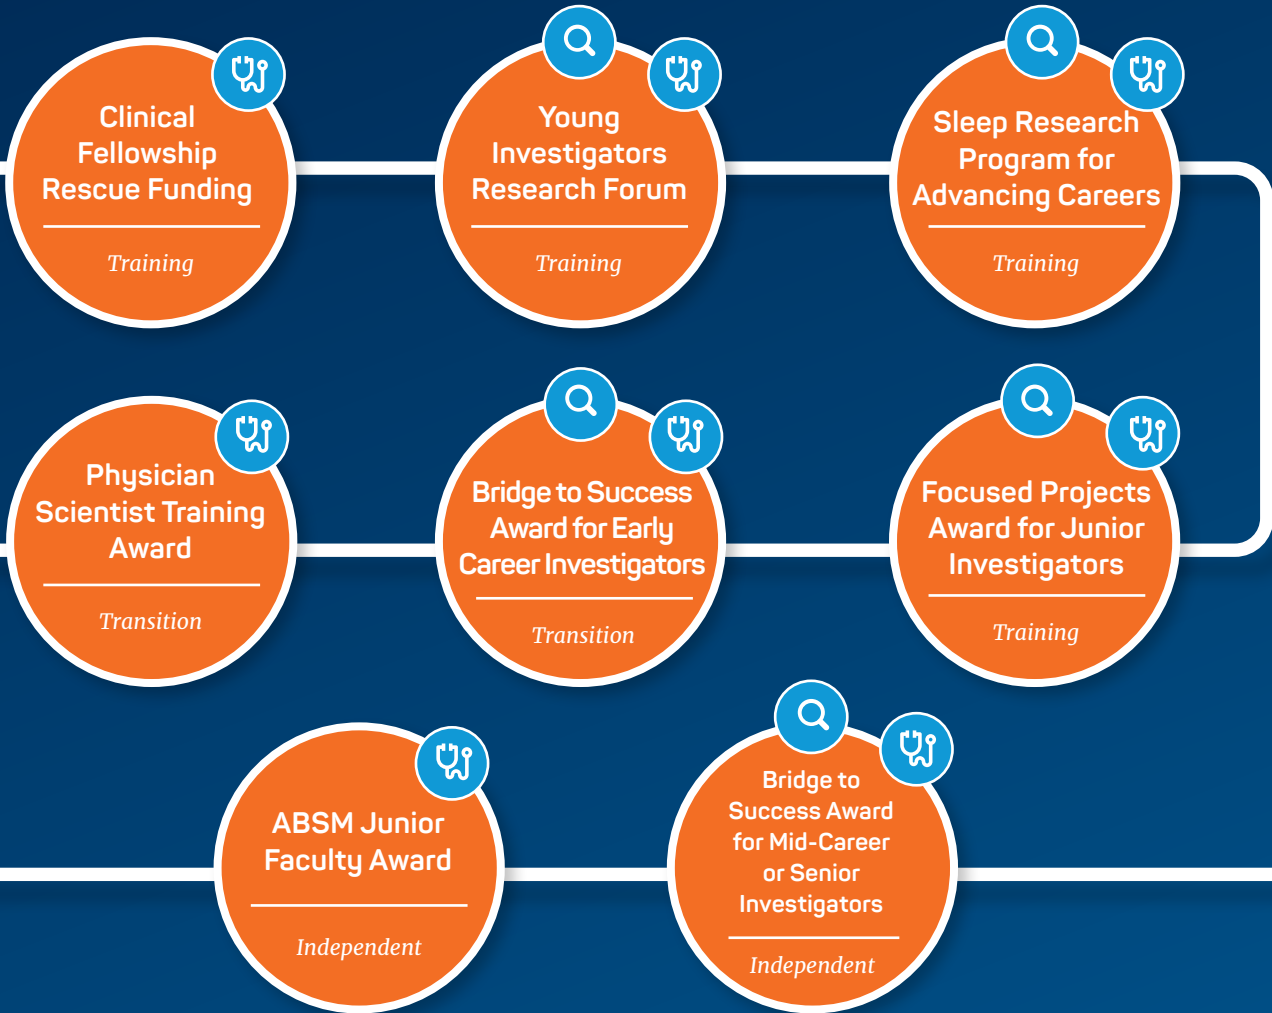 Clinical
Fellowship
Rescue Funding
Training
Young
Investigators
Research Forum
Training
Sleep Research
Program for
Advancing Careers
Training
Physician
Scientist Training
Award
Transition
Bridge to Success
Award for Early
Career Investigators
Transition
Focused Projects
Award for Junior
Investigators
Training
ABSM Junior
Faculty Award
Independent
Bridge to
Success Award
for Mid-Career
or Senior
Investigators
Independent